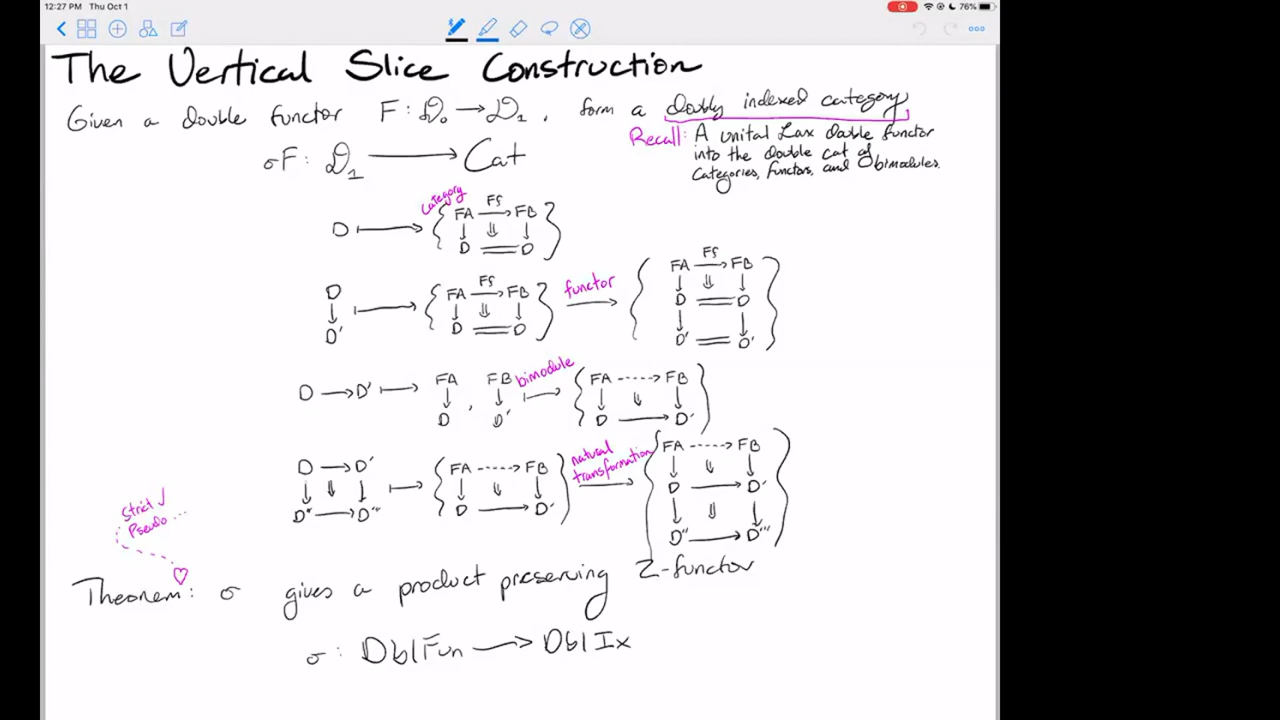 12:27 PM Thu Oct 1
76%
The Vertical Slice Construction
Given a double functor F: D₀ → D₁, form a doubly indexed category
Recall: A unital Lax double functor
into the double cat of
categories, functors, and bimodules.
σF: D₁ → Cat
category
D ↦ { FA Ff→ FB
↓ ⇓ ↓
D = D }
D
↓
D' ↦ { FA Ff→ FB
↓ ⇓ ↓
D = D } functor → { FA Ff→ FB
↓ ⇓ ↓
D = D
↓ ↓
D' = D' }
D → D' ↦ FA
↓
D , FB
↓
D' bimodule ↦ { FA ⇢ FB
↓ ⇓ ↓
D → D' }
D → D'
↓ ⇓ ↓
D'' → D''' ↦ { FA ⇢ FB
↓ ⇓ ↓
D → D' } natural
transformation → { FA ⇢ FB
↓ ⇓ ↓
D → D'
↓ ⇓ ↓
D'' → D''' }
Strict ✓
Pseudo ...
♡
Theorem: σ gives a product preserving 2-functor
σ: DblFun → DblIx